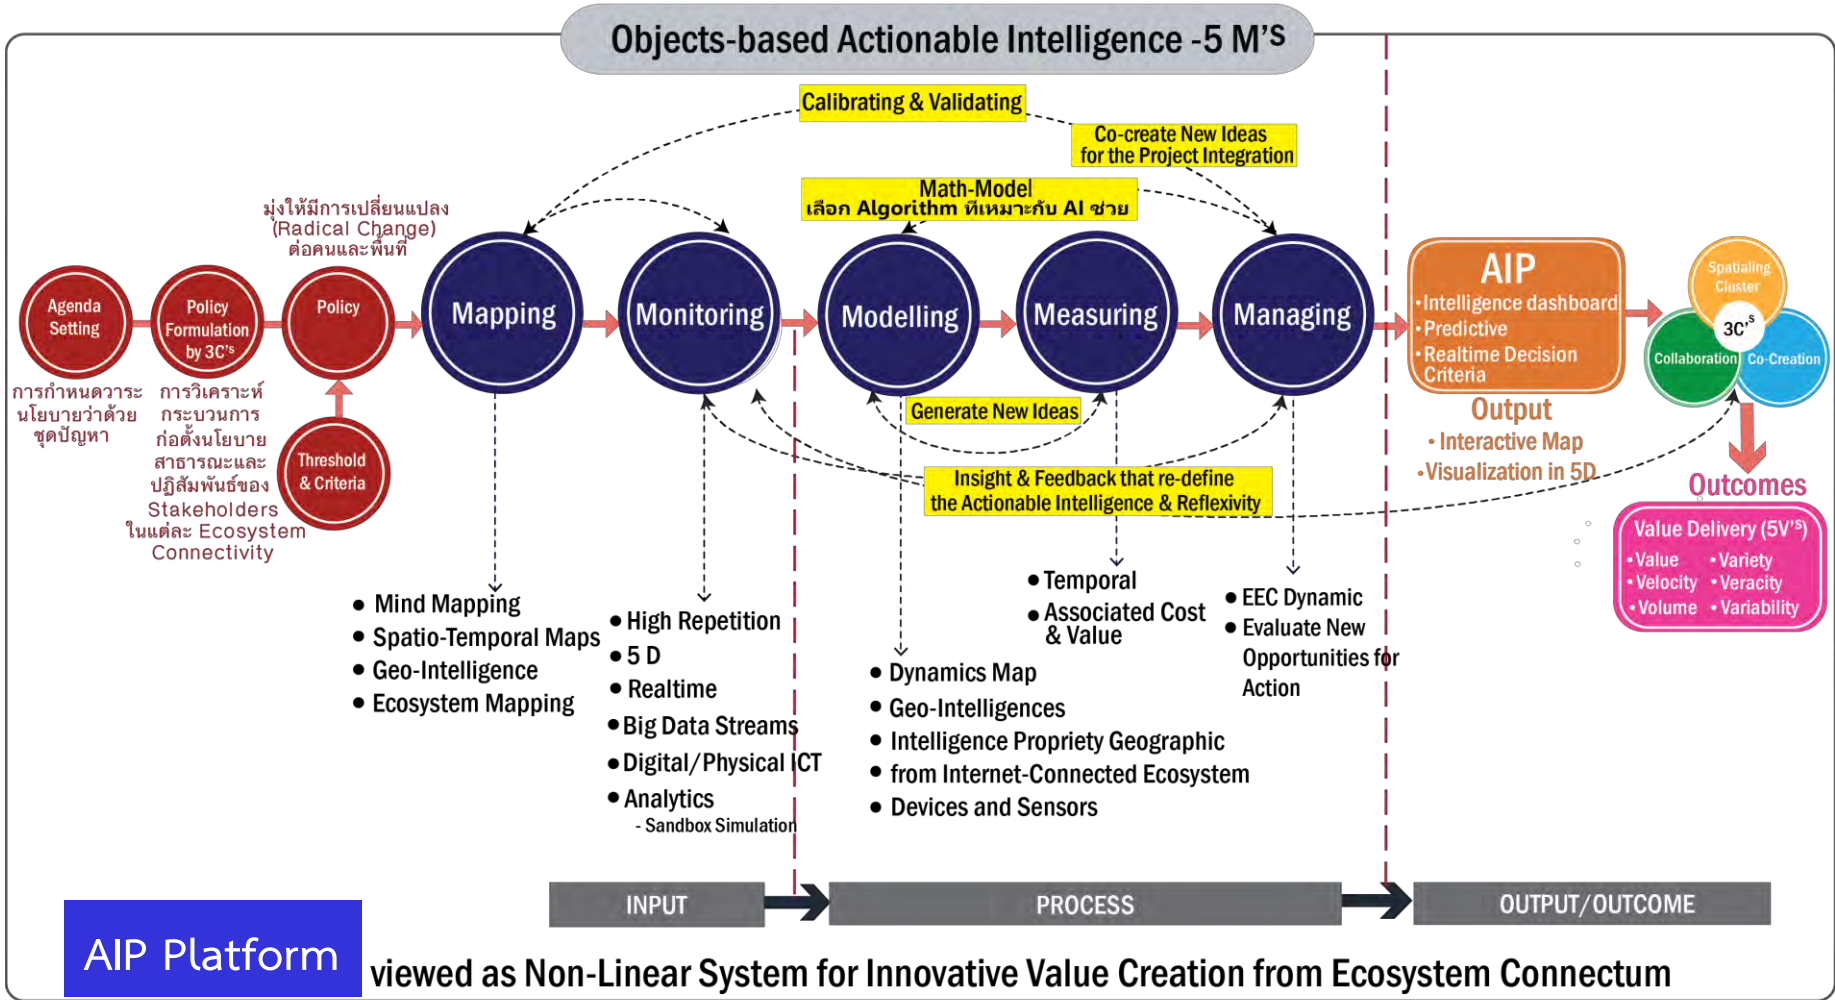 Objects-based Actionable Intelligence -5 M'S
Calibrating & Validating
Co-create New Ideas
for the Project Integration
Math-Model
เลือก Algorithm ที่เหมาะกับ AI ช่วย
มุ่งให้มีการเปลี่ยนแปลง
(Radical Change)
ต่อคนและพื้นที่
Agenda
Setting
Policy
Formulation
by 3C's
Policy
Mapping
Monitoring
Modelling
Measuring
Managing
AIP
•Intelligence dashboard
•Predictive
•Realtime Decision
Criteria
Spatialing
Cluster
3C'S
Collaboration
Co-Creation
การกำหนดวาระ
นโยบายว่าด้วย
ชุดปัญหา
การวิเคราะห์
กระบวนการ
ก่อตั้งนโยบาย
สาธารณะและ
ปฏิสัมพันธ์ของ
Stakeholders
ในแต่ละ Ecosystem
Connectivity
Threshold
& Criteria
Generate New Ideas
Insight & Feedback that re-define
the Actionable Intelligence & Reflexivity
Output
• Interactive Map
•Visualization in 5D
Outcomes
Value Delivery (5V'S)
•Value
•Variety
•Velocity
•Veracity
•Volume
•Variability
● Mind Mapping
● Spatio-Temporal Maps
● Geo-Intelligence
● Ecosystem Mapping
● High Repetition
● 5 D
● Realtime
● Big Data Streams
● Digital/Physical ICT
● Analytics
- Sandbox Simulation
● Dynamics Map
● Geo-Intelligences
● Intelligence Propriety Geographic
● from Internet-Connected Ecosystem
● Devices and Sensors
● Temporal
● Associated Cost
& Value
● EEC Dynamic
● Evaluate New
Opportunities for
Action
INPUT
PROCESS
OUTPUT/OUTCOME
AIP Platform
viewed as Non-Linear System for Innovative Value Creation from Ecosystem Connectum